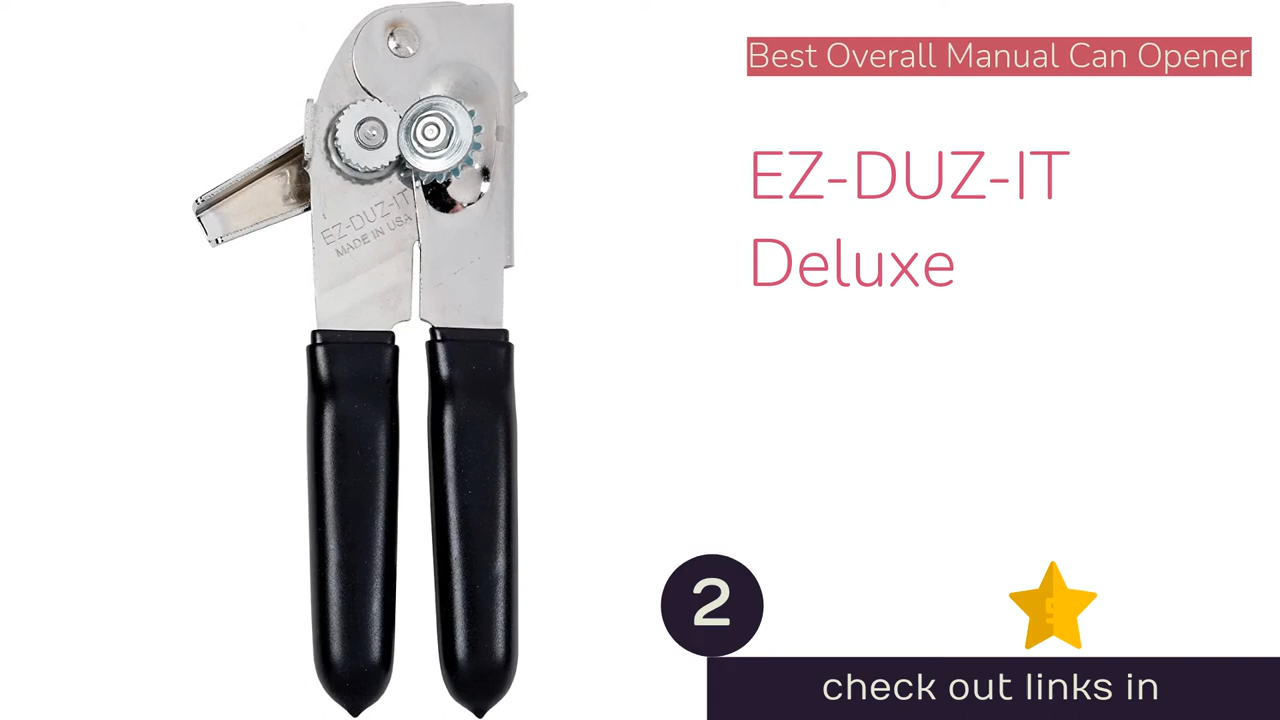 Best Overall Manual Can Opener
EZ-DUZ-IT
Deluxe
EZ-DUZ-IT
MADE IN USA
2
check out links in